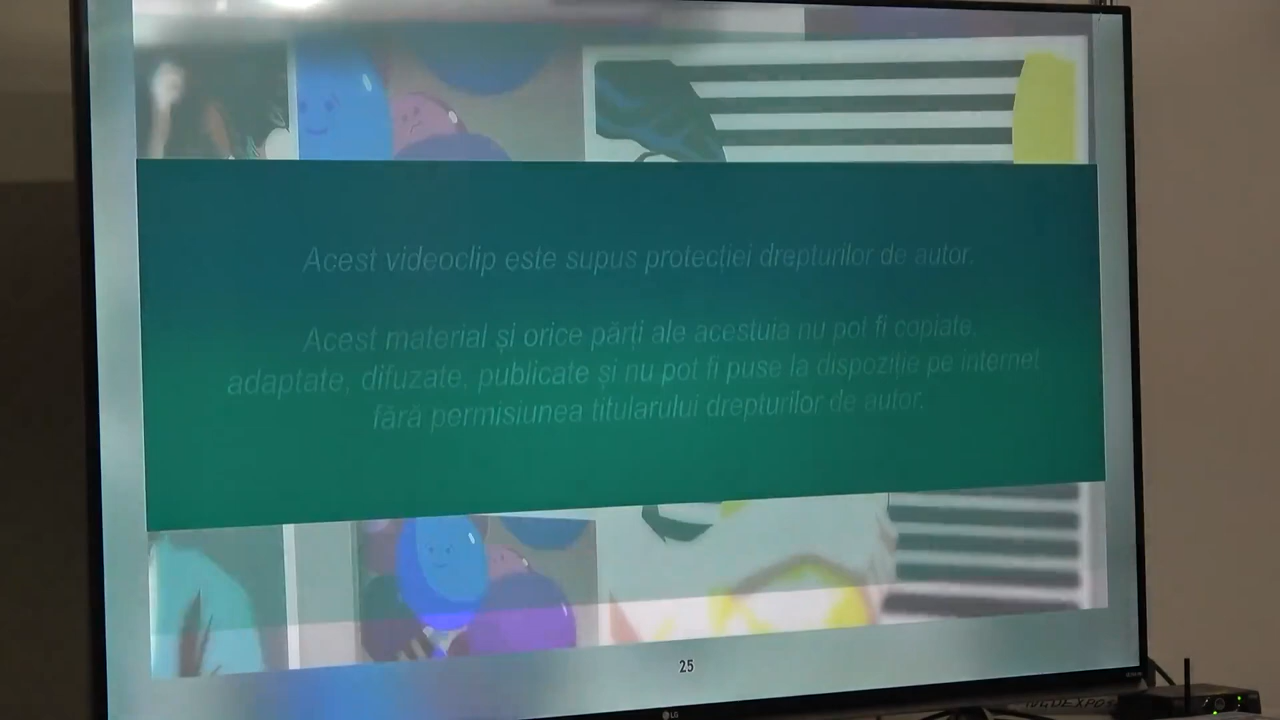 Acest videoclip este supus protecției drepturilor de autor.
Acest material și orice părți ale acestuia nu pot fi copiate,
adaptate, difuzate, publicate și nu pot fi puse la dispoziție pe internet
fără permisiunea titularului drepturilor de autor.
25
LG